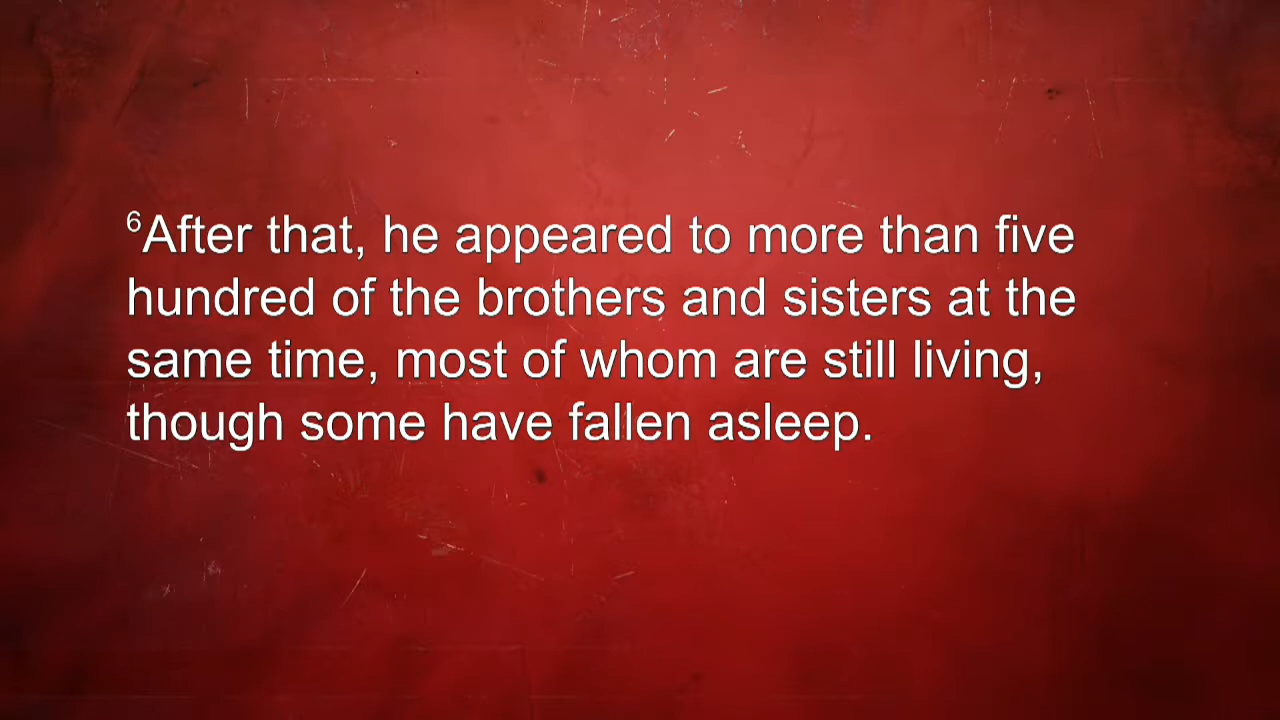 ⁶After that, he appeared to more than five
hundred of the brothers and sisters at the
same time, most of whom are still living,
though some have fallen asleep.